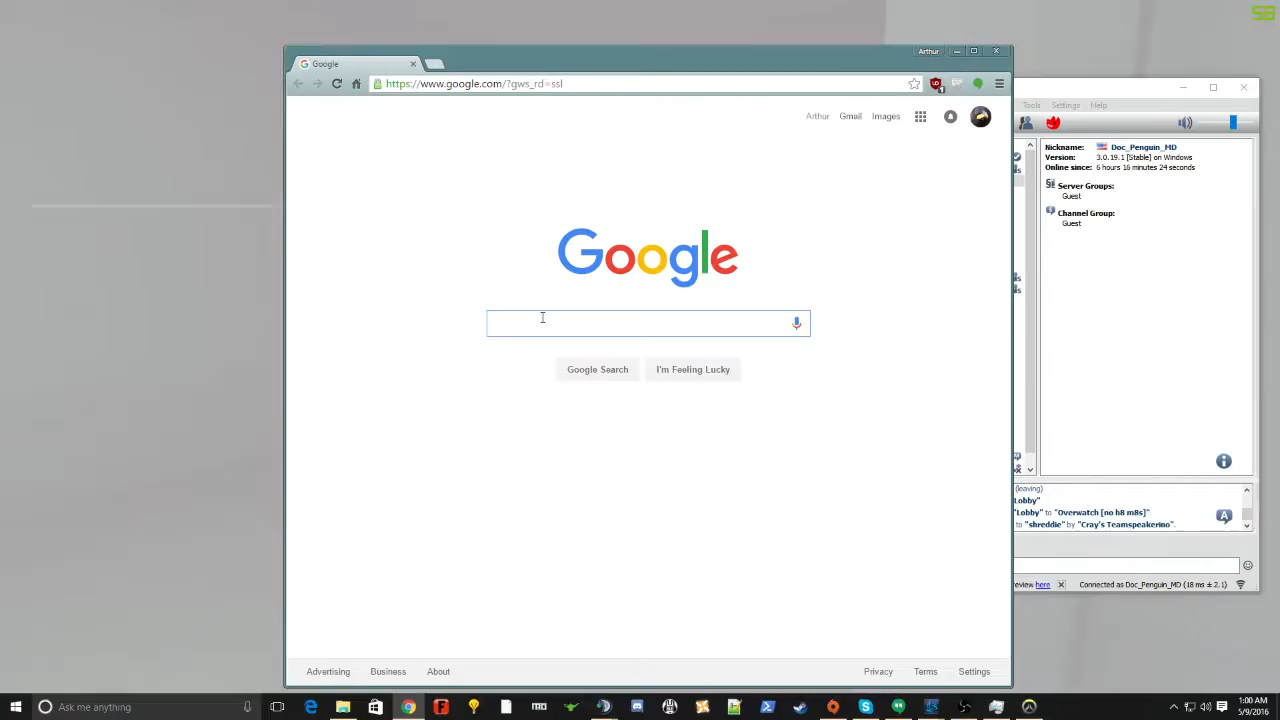 58
Arthur
Google
https://www.google.com/?gws_rd=ssl
Arthur Gmail Images
Google
Google Search I'm Feeling Lucky
Advertising Business About Privacy Terms Settings
Tools Settings Help
Nickname: Doc_Penguin_MD
Version: 3.0.19.1 [Stable] on Windows
Online since: 6 hours 16 minutes 24 seconds
Server Groups:
Guest
Channel Group:
Guest
(leaving)
Lobby"
"Lobby" to "Overwatch [no h8 m8s]"
to "shreddie" by "Cray's Teamspeakerino".
review here Connected as Doc_Penguin_MD (18 ms ± 2.1)
Ask me anything
1:00 AM
5/9/2016